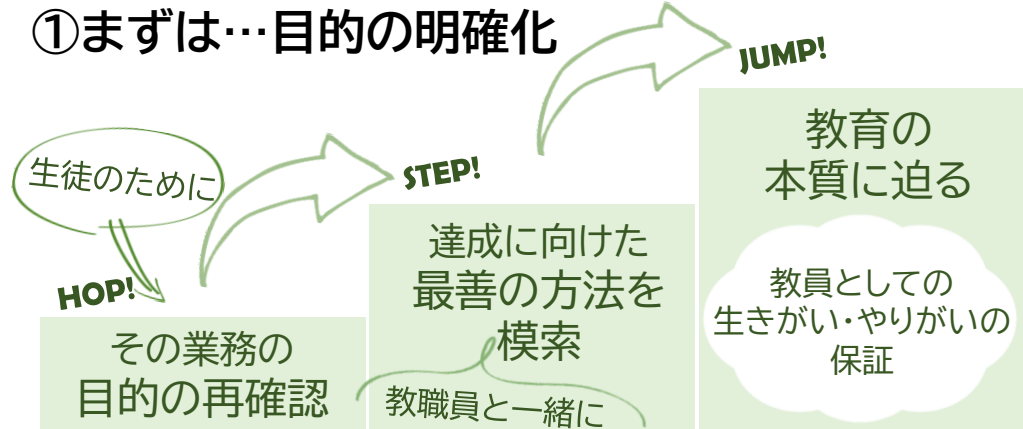 ①まずは…目的の明確化
生徒のために
HOP!
その業務の
目的の再確認
STEP!
達成に向けた
最善の方法を
模索
教職員と一緒に
JUMP!
教育の
本質に迫る
教員としての
生きがい・やりがいの
保証